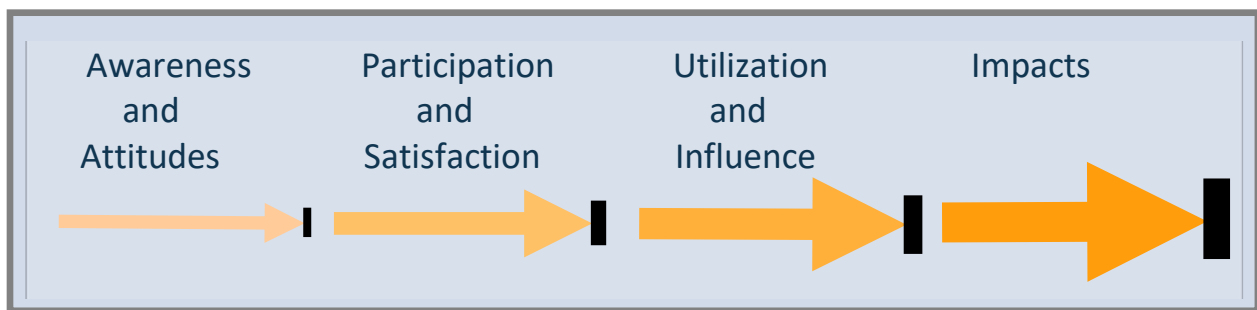 Awareness
and
Attitudes
Participation
and
Satisfaction
Utilization
and
Influence
Impacts